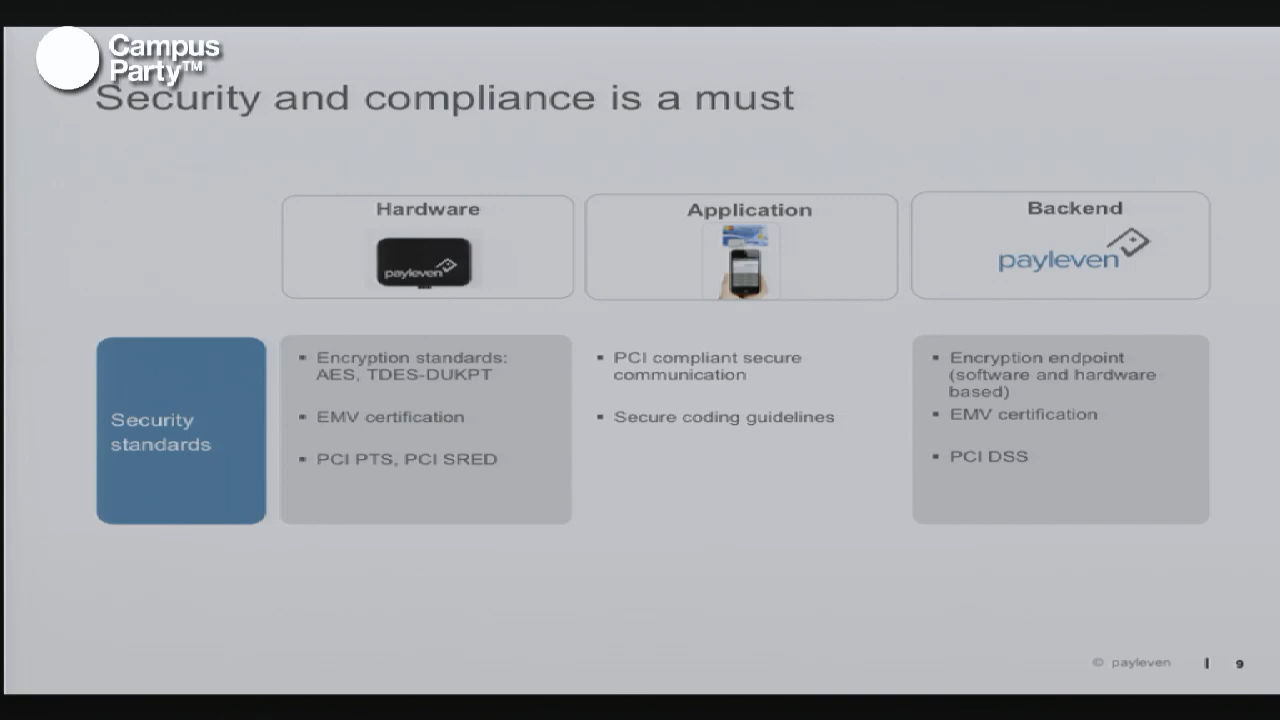 Campus
Party™
Security and compliance is a must
Hardware
payleven
Application
Backend
payleven
Security
standards
▪ Encryption standards:
AES, TDES-DUKPT
▪ EMV certification
▪ PCI PTS, PCI SRED
▪ PCI compliant secure
communication
▪ Secure coding guidelines
▪ Encryption endpoint
(software and hardware
based)
▪ EMV certification
▪ PCI DSS
© payleven | 9